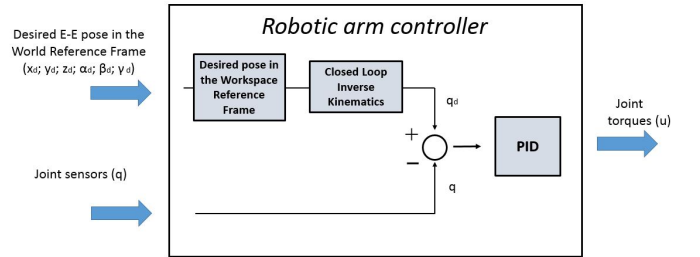 Robotic arm controller
Desired E-E pose in the
World Reference Frame
(xd; yd; zd; αd; βd; γd)
Desired pose in
the Workspace
Reference
Frame
Closed Loop
Inverse
Kinematics
qd
+
−
PID
Joint
torques (u)
Joint sensors (q)
q